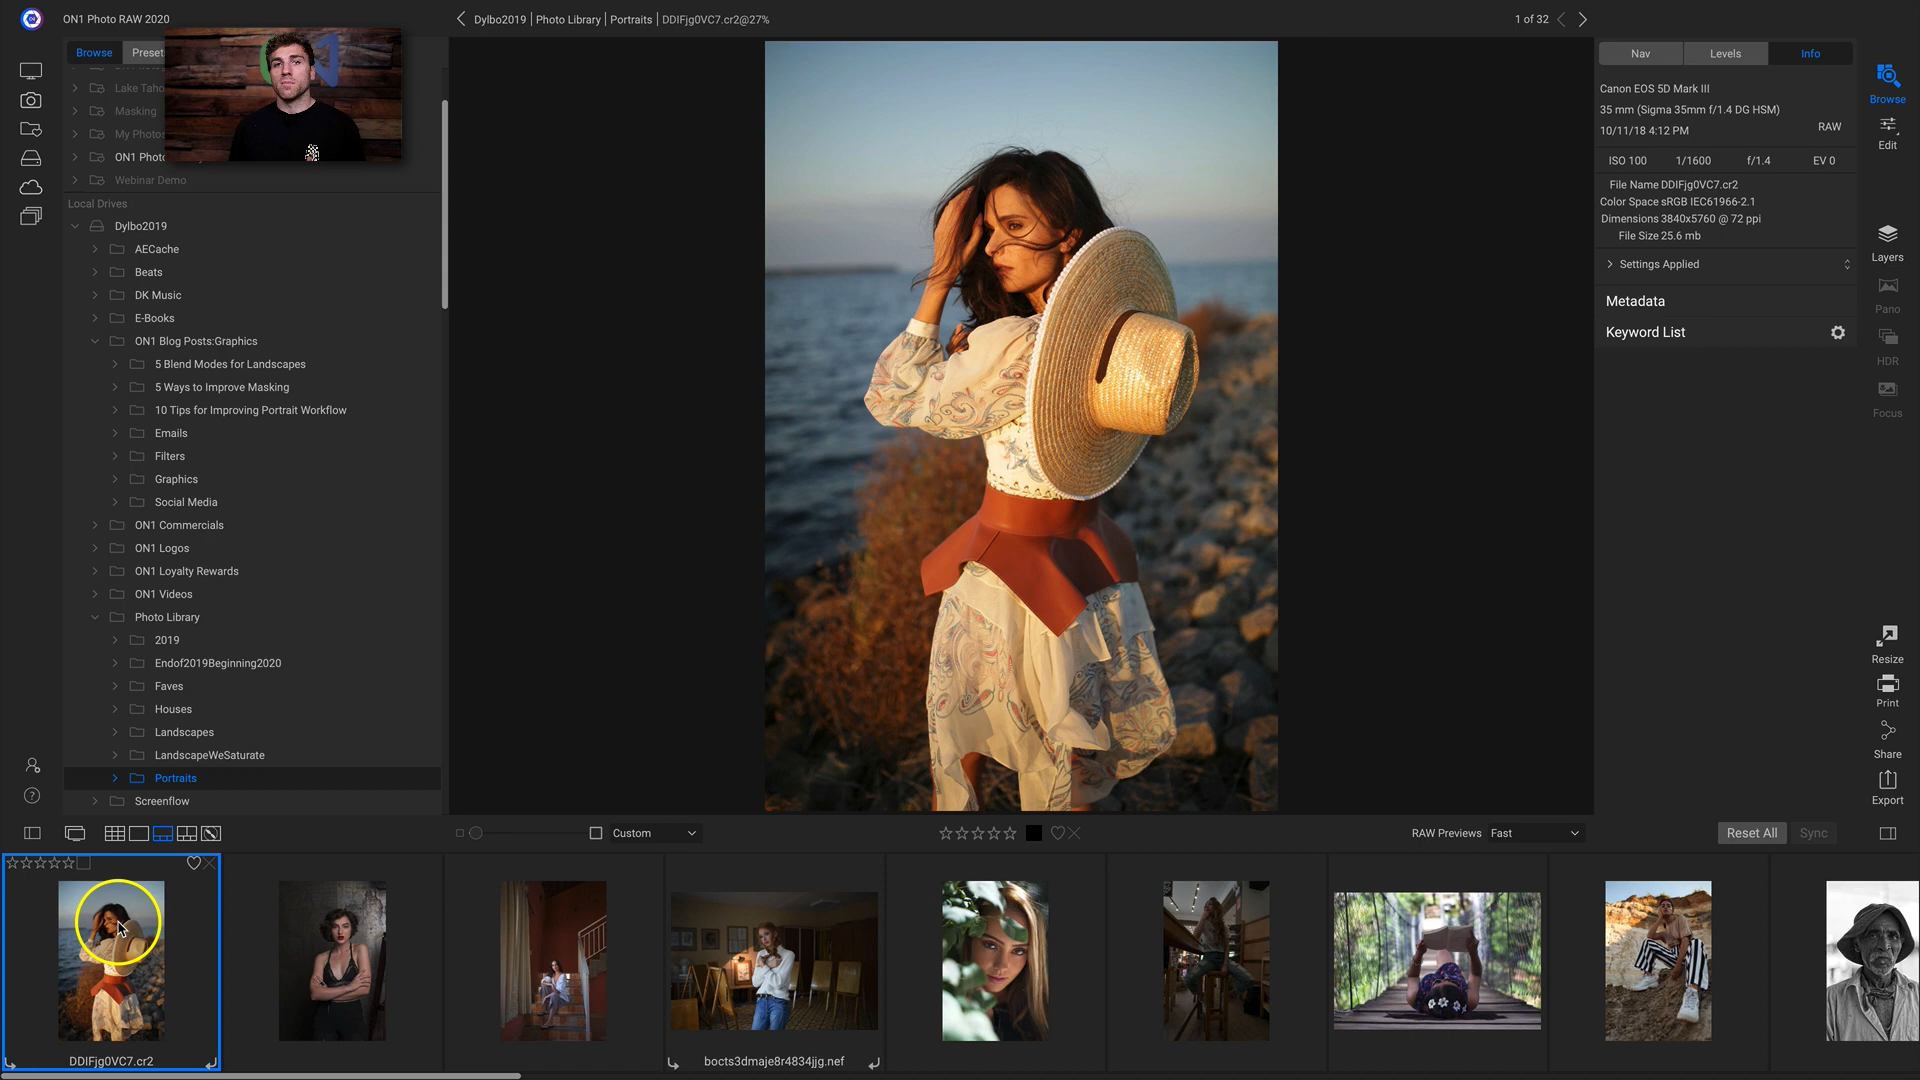 ON1 Photo RAW 2020
Dylbo2019 | Photo Library | Portraits | DDIFjg0VC7.cr2@27%
1 of 32
Browse
Lake Taho
Masking
My Photos
ON1 Photo
Webinar Demo
Local Drives
Dylbo2019
AECache
Beats
DK Music
E-Books
ON1 Blog Posts:Graphics
5 Blend Modes for Landscapes
5 Ways to Improve Masking
10 Tips for Improving Portrait Workflow
Emails
Filters
Graphics
Social Media
ON1 Commercials
ON1 Logos
ON1 Loyalty Rewards
ON1 Videos
Photo Library
2019
Endof2019Beginning2020
Faves
Houses
Landscapes
LandscapeWeSaturate
Portraits
Screenflow
Nav
Levels
Info
Canon EOS 5D Mark III
35 mm (Sigma 35mm f/1.4 DG HSM)
10/11/18 4:12 PM
RAW
ISO 100
1/1600
f/1.4
EV 0
File Name DDIFjg0VC7.cr2
Color Space sRGB IEC61966-2.1
Dimensions 3840x5760 @ 72 ppi
File Size 25.6 mb
Settings Applied
Metadata
Keyword List
Browse
Edit
Layers
Pano
HDR
Focus
Resize
Print
Share
Export
Custom
RAW Previews Fast
Reset All
Sync
DDIFjg0VC7.cr2
bocts3dmaje8r4834jjg.nef